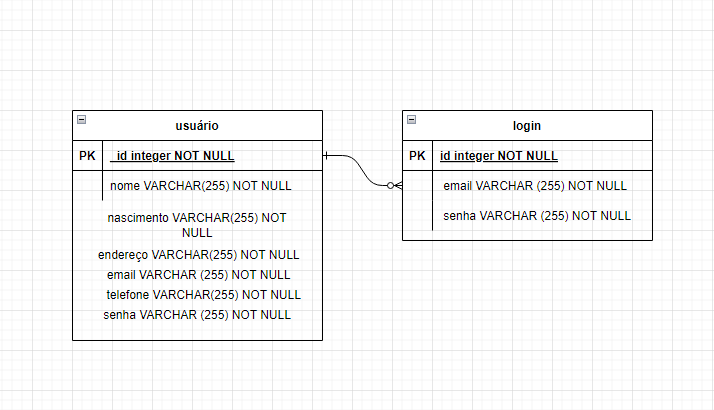 usuário
PK _id integer NOT NULL
nome VARCHAR(255) NOT NULL
nascimento VARCHAR(255) NOT
NULL
endereço VARCHAR(255) NOT NULL
email VARCHAR (255) NOT NULL
telefone VARCHAR(255) NOT NULL
senha VARCHAR (255) NOT NULL
login
PK id integer NOT NULL
email VARCHAR (255) NOT NULL
senha VARCHAR (255) NOT NULL